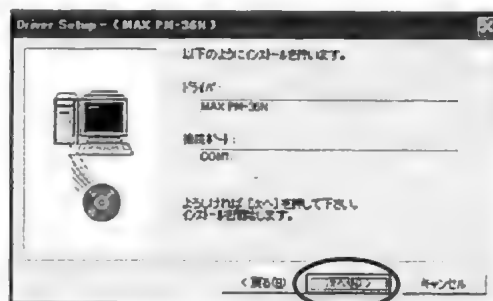 Driver Setup - ( MAX PM-36N )
以下のようにインストールを行います。
ドライバ:
MAX PM-36N
接続ポート:
COM1:
よろしければ [次へ] を押して下さい。
インストールを開始します。
< 戻る(B)
次へ(N) >
キャンセル